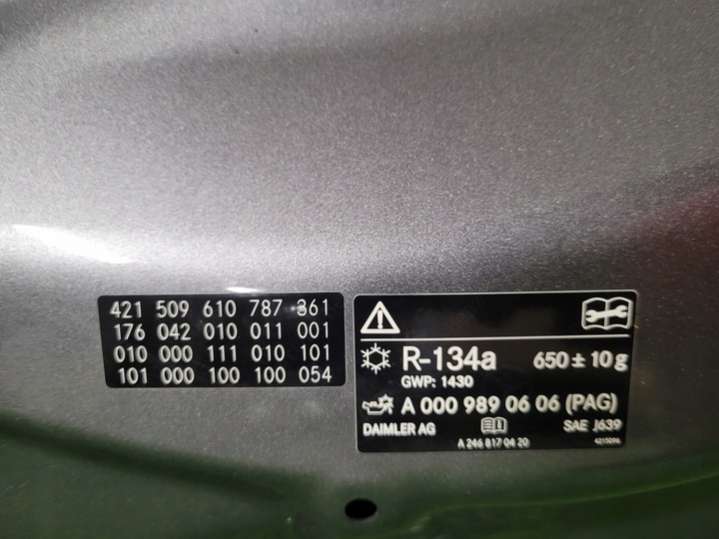 421 509 610 787 861
176 042 010 011 001
010 000 111 010 101
101 000 100 100 054
R-134a 650 ± 10 g
GWP: 1430
A 000 989 06 06 (PAG)
DAIMLER AG SAE J639
A 246 817 04 20